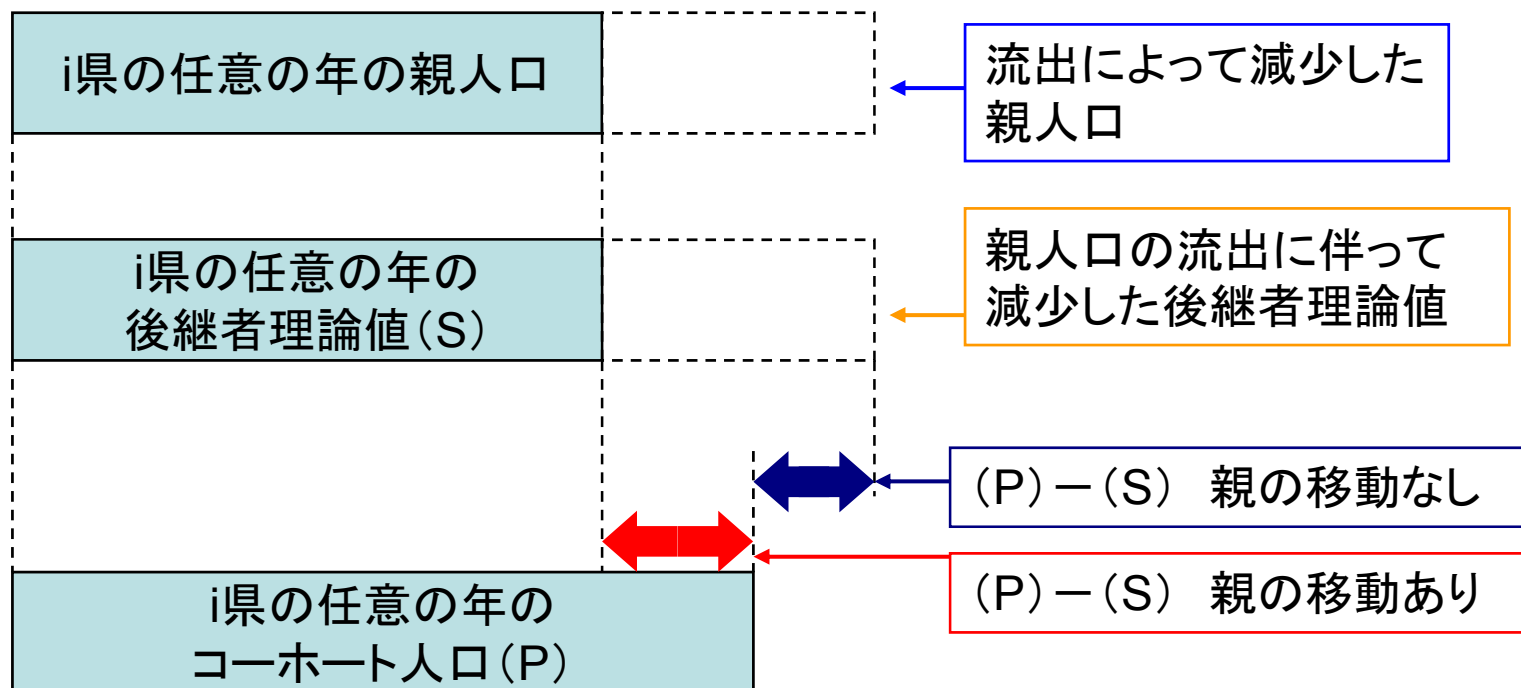 i県の任意の年の親人口
流出によって減少した
親人口
i県の任意の年の
後継者理論値(S)
親人口の流出に伴って
減少した後継者理論値
(P)-(S) 親の移動なし
(P)-(S) 親の移動あり
i県の任意の年の
コーホート人口(P)